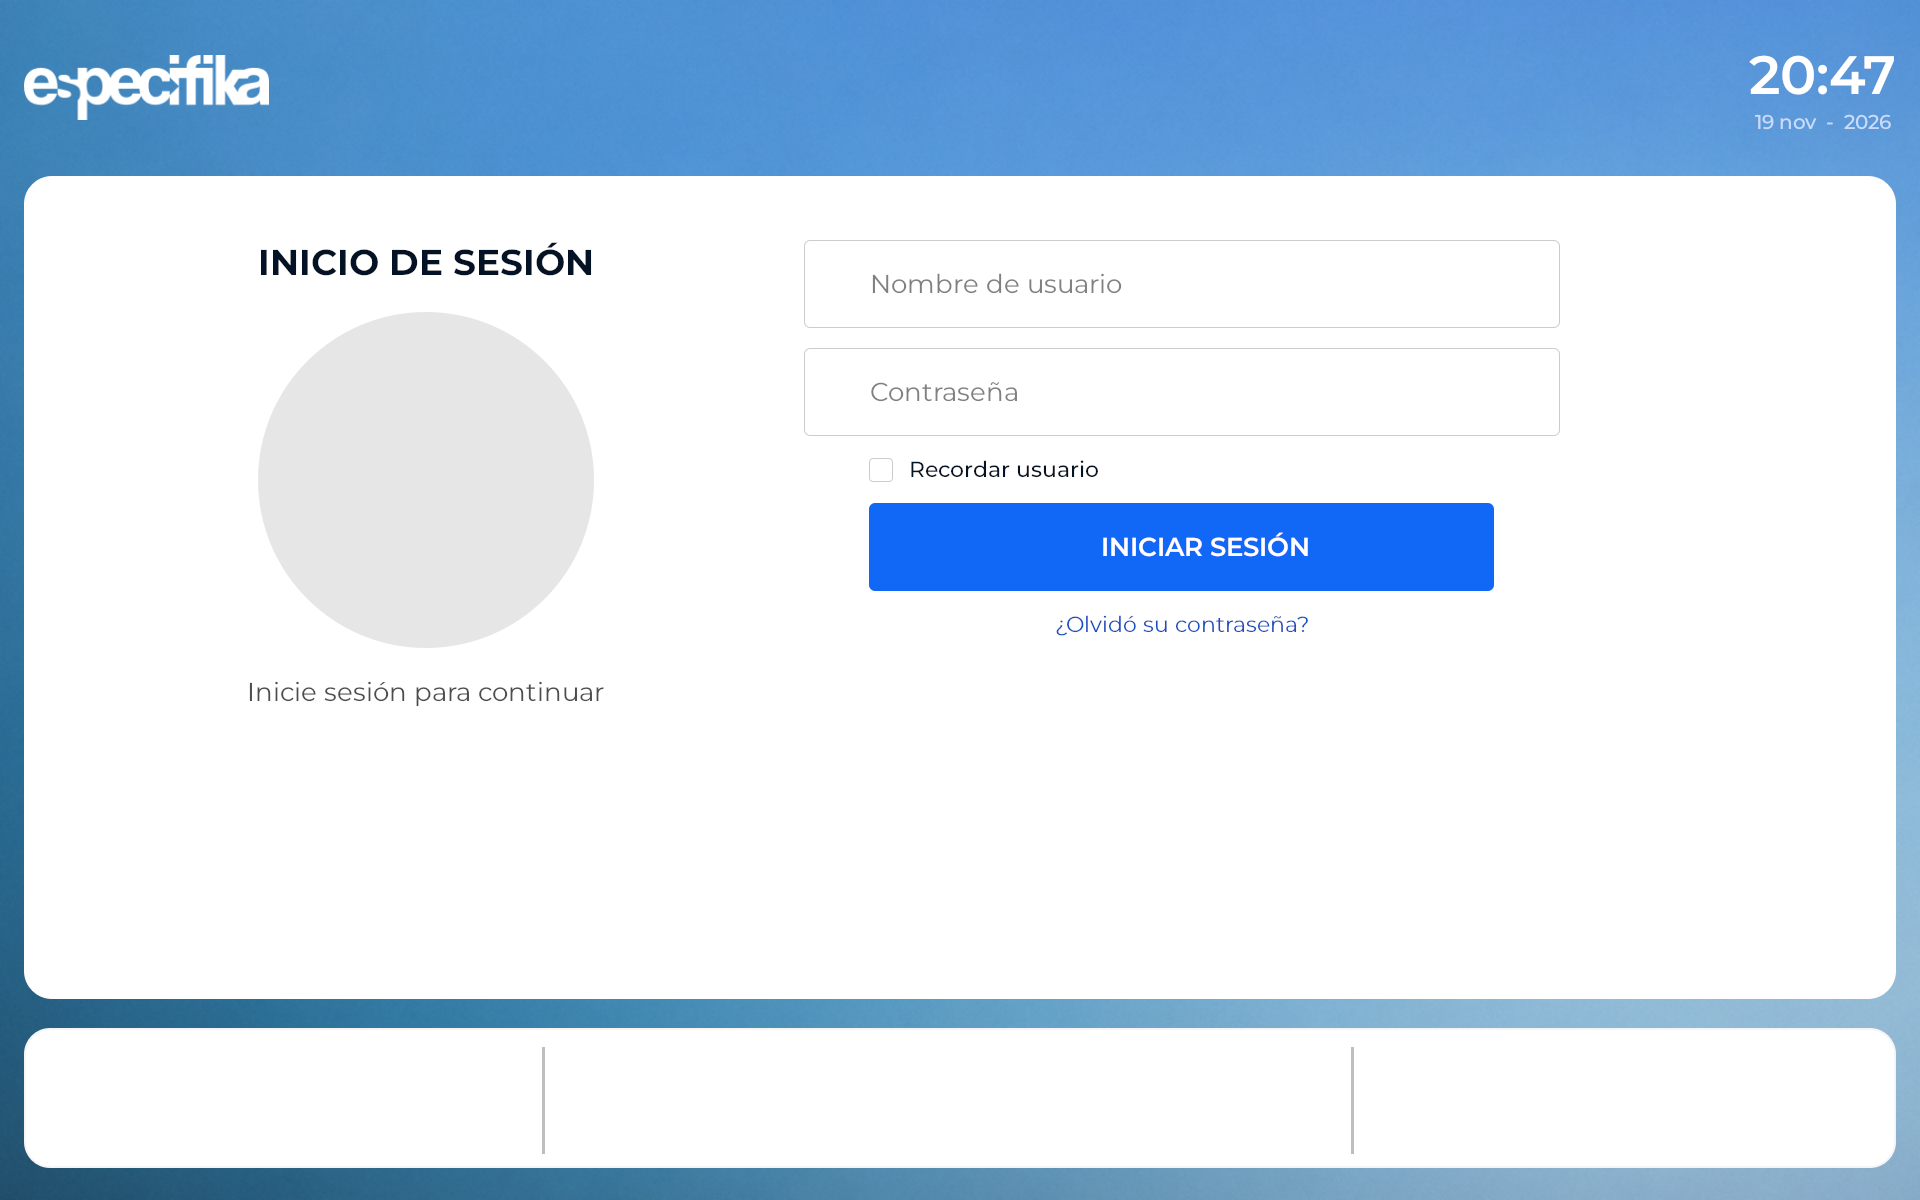 especifika
20:47
19 nov - 2026
INICIO DE SESIÓN
Inicie sesión para continuar
Nombre de usuario
Contraseña
Recordar usuario
INICIAR SESIÓN
¿Olvidó su contraseña?